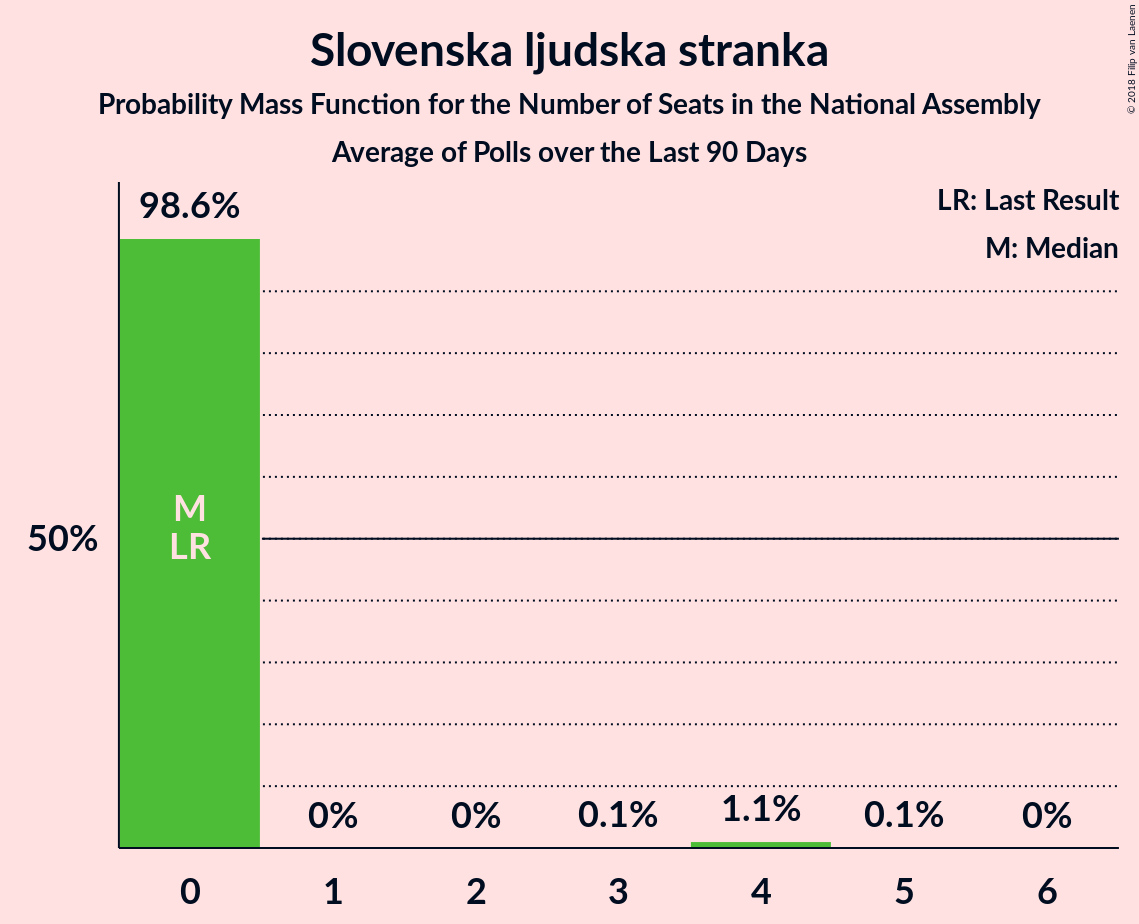 Slovenska ljudska stranka
Probability Mass Function for the Number of Seats in the National Assembly
Average of Polls over the Last 90 Days
© 2018 Filip van Laenen
LR: Last Result
M: Median
98.6%
M
LR
50%
0%
0%
0.1%
1.1%
0.1%
0%
0 1 2 3 4 5 6